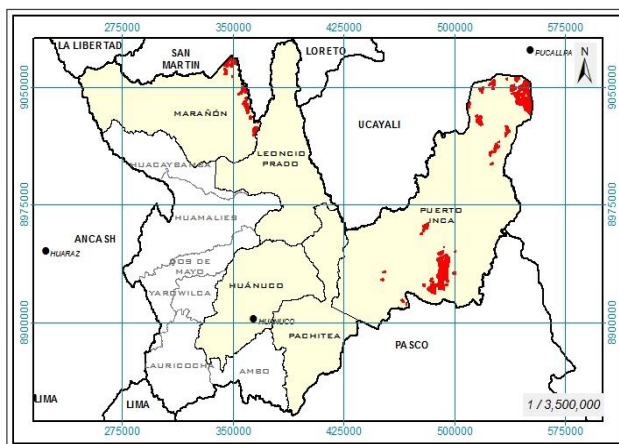 275000
350000
425000
500000
575000
LA LIBERTAD
SAN
MARTIN
LORETO
PUCALLPA
N
9050000
9050000
MARAÑÓN
UCAYALI
LEONCIO
PRADO
HUACAYBAMBA
8975000
8975000
HUAMALIES
PUERTO
INCA
ANCASH
HUARAZ
DOS DE
MAYO
YAROWILCA
HUÁNUCO
HUANUCO
8900000
8900000
PACHITEA
PASCO
LAURICOCHA
AMBO
LIMA
LIMA
1 / 3,500,000
275000
350000
425000
500000
575000